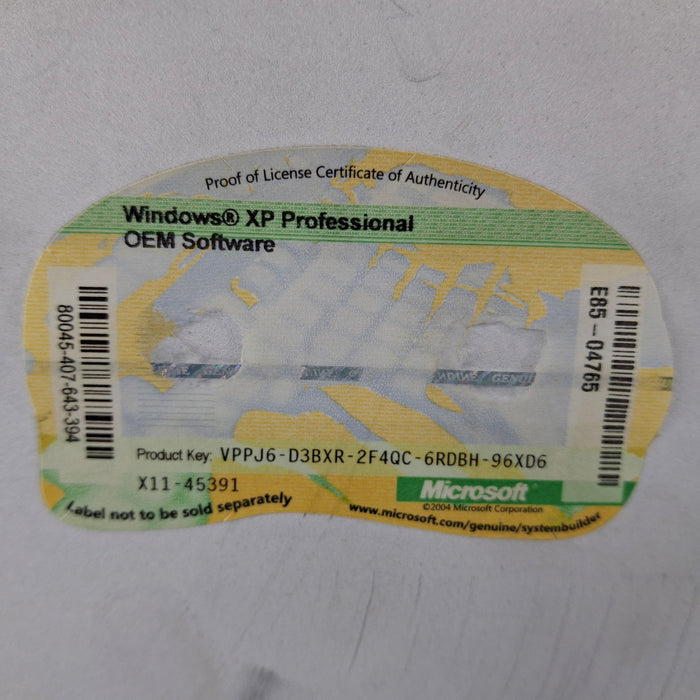 Proof of License Certificate of Authenticity
Windows® XP Professional
OEM Software
80045-407-643-394
E85-04765
GENUINE
Product Key: VPPJ6-D3BXR-2F4QC-6RDBH-96XD6
X11-45391
Microsoft®
©2004 Microsoft Corporation
Label not to be sold separately
www.microsoft.com/genuine/systembuilder